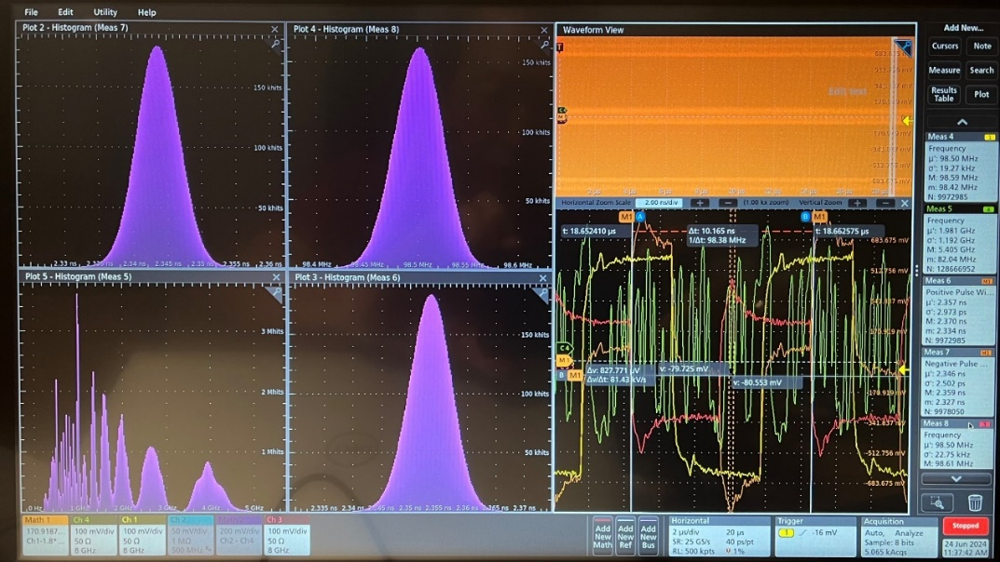 File Edit Utility Help
Plot 2 - Histogram (Meas 7)
150 khits
100 khits
50 khits
2.33 ns 2.335 ns 2.34 ns 2.345 ns 2.35 ns 2.355 ns
Plot 4 - Histogram (Meas 8)
150 khits
100 khits
50 khits
98.4 MHz 98.45 MHz 98.5 MHz 98.55 MHz 98.6 MHz
Plot 5 - Histogram (Meas 5)
3 Mhits
2 Mhits
1 Mhits
0 Hz 1 GHz 2 GHz 3 GHz 4 GHz 5 GHz
Plot 3 - Histogram (Meas 6)
150 khits
100 khits
50 khits
2.335 ns 2.34 ns 2.345 ns 2.35 ns 2.355 ns 2.36 ns 2.365 ns 2.37 ns
Waveform View
Edit text
Horizontal Zoom Scale 2.00 ns/div (1.00 kx zoom) Vertical Zoom
M1 A B M1
t: 18.652410 µs
Δt: 10.165 ns
1/Δt: 98.38 MHz
t: 18.662575 µs
683.675 mV
512.756 mV
341.837 mV
170.919 mV
C4
M1
B M1
Δv: 827.771 µV
Δv/Δt: 81.43 kV/s
v: -79.725 mV
v: -80.553 mV
-170.919 mV
-341.837 mV
-512.756 mV
-683.675 mV
Add New...
Cursors Note
Measure Search
Results Table Plot
Meas 4 1
Frequency
µ': 98.50 MHz
σ': 19.27 kHz
M: 98.59 MHz
m: 98.42 MHz
N: 9972985
Meas 5 4
Frequency
µ': 1.981 GHz
σ': 1.192 GHz
M: 5.405 GHz
m: 82.04 MHz
N: 128666952
Meas 6 M1
Positive Pulse Wi...
µ': 2.357 ns
σ': 2.973 ps
M: 2.370 ns
m: 2.334 ns
N: 9972985
Meas 7 M1
Negative Pulse ...
µ': 2.346 ns
σ': 2.502 ps
M: 2.359 ns
m: 2.327 ns
N: 9978050
Meas 8 3
Frequency
µ': 98.50 MHz
σ': 22.75 kHz
M: 98.61 MHz
Math 1
170.9187...
Ch1-1.8*...
Ch 4
100 mV/div
50 Ω
8 GHz
Ch 1
100 mV/div
50 Ω
8 GHz
Ch 2
50 mV/div
1 MΩ
500 MHz
Math 2
200 mV/div
Ch2 - Ch4
Ch 3
100 mV/div
50 Ω
8 GHz
Add New Math
Add New Ref
Add New Bus
Horizontal
2 µs/div 20 µs
SR: 25 GS/s 40 ps/pt
RL: 500 kpts 1%
Trigger
1 -16 mV
Acquisition
Auto, Analyze
Sample: 8 bits
5.065 kAcqs
Stopped
24 Jun 2024
11:37:42 AM